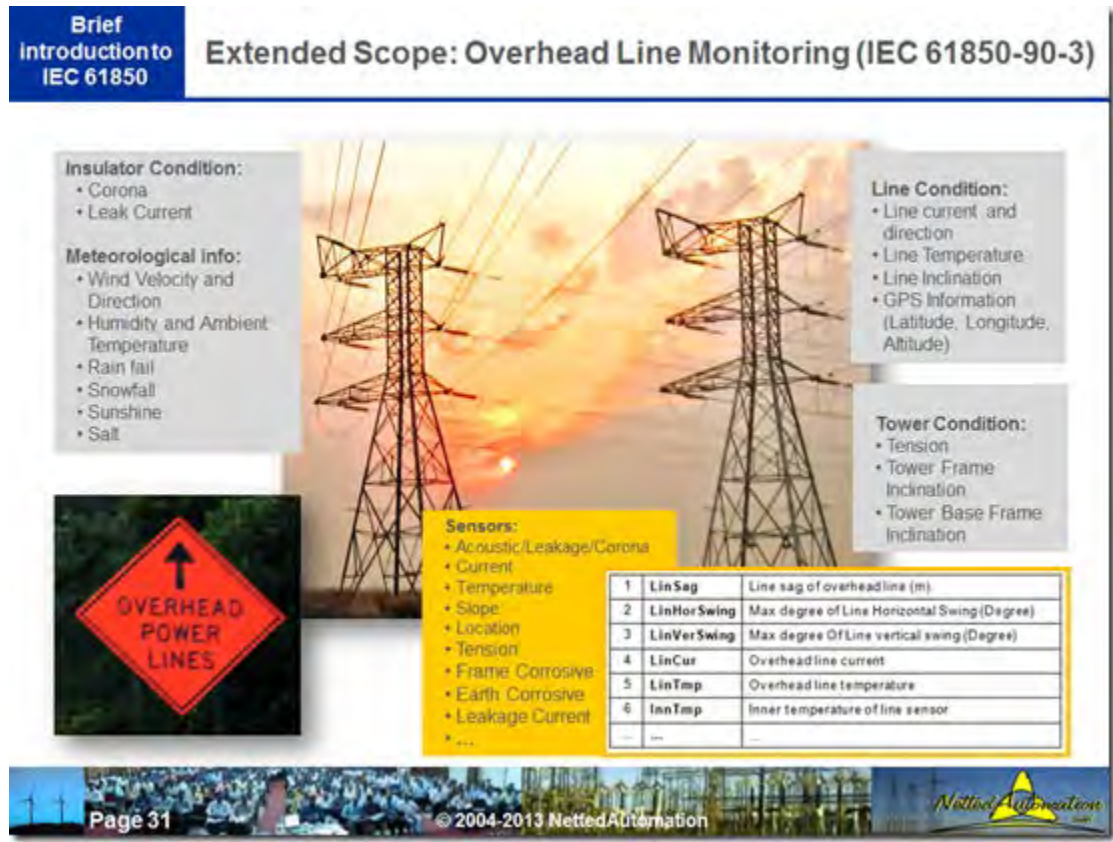 Brief
introduction to
IEC 61850
Extended Scope: Overhead Line Monitoring (IEC 61850-90-3)
Insulator Condition:
• Corona
• Leak Current
Meteorological info:
• Wind Velocity and
Direction
• Humidity and Ambient
Temperature
• Rain fail
• Snowfall
• Sunshine
• Salt
Line Condition:
• Line current and
direction
• Line Temperature
• Line Inclination
• GPS Information
(Latitude, Longitude,
Altitude)
Tower Condition:
• Tension
• Tower Frame
Inclination
• Tower Base Frame
Inclination
OVERHEAD
POWER
LINES
Sensors:
• Acoustic/Leakage/Corona
• Current
• Temperature
• Slope
• Location
• Tension
• Frame Corrosive
• Earth Corrosive
• Leakage Current
• ...
1 LinSag Line sag of overhead line (m)
2 LinHorSwing Max degree of Line Horizontal Swing (Degree)
3 LinVerSwing Max degree Of Line vertical swing (Degree)
4 LinCur Overhead line current
5 LinTmp Overhead line temperature
6 InnTmp Inner temperature of line sensor
... ... ...
Page 31
© 2004-2013 NettedAutomation
NettedAutomation